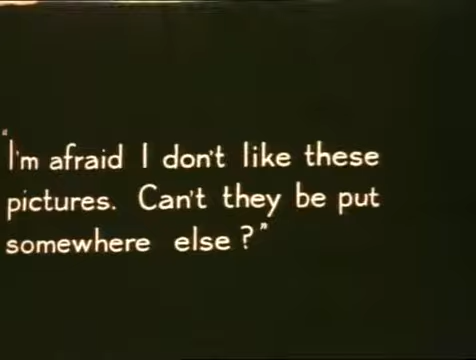 "I'm afraid I don't like these
pictures. Can't they be put
somewhere else?"